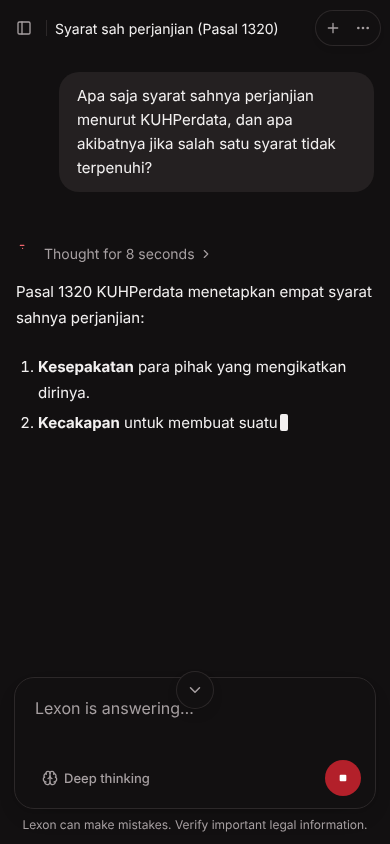 Syarat sah perjanjian (Pasal 1320)
Apa saja syarat sahnya perjanjian
menurut KUHPerdata, dan apa
akibatnya jika salah satu syarat tidak
terpenuhi?
Thought for 8 seconds
Pasal 1320 KUHPerdata menetapkan empat syarat
sahnya perjanjian:
1. Kesepakatan para pihak yang mengikatkan
dirinya.
2. Kecakapan untuk membuat suatu
Lexon is answering...
Deep thinking
Lexon can make mistakes. Verify important legal information.